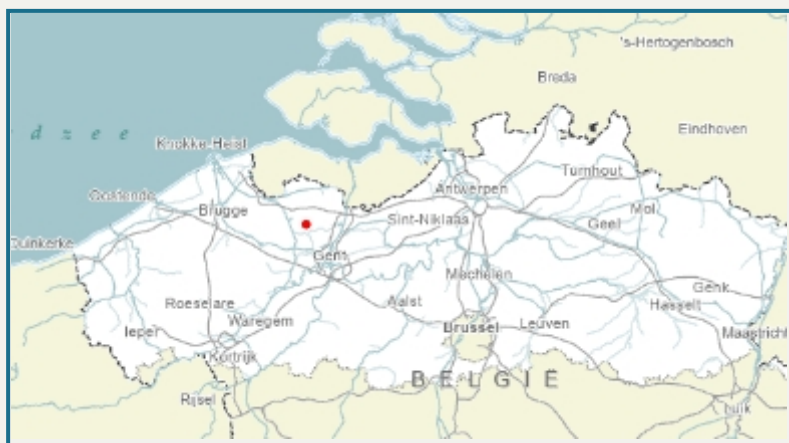 's-Hertogenbosch
Breda
Eindhoven
d z e e
Knokke-Heist
Turnhout
Antwerpen
Oostende
Brugge
Sint-Niklaas
Mol
Geel
Duinkerke
Gent
Mechelen
Genk
Roeselare
Aalst
Hasselt
Ieper
Waregem
Brussel
Leuven
Maastricht
Kortrijk
BELGIË
Rijsel
Luik